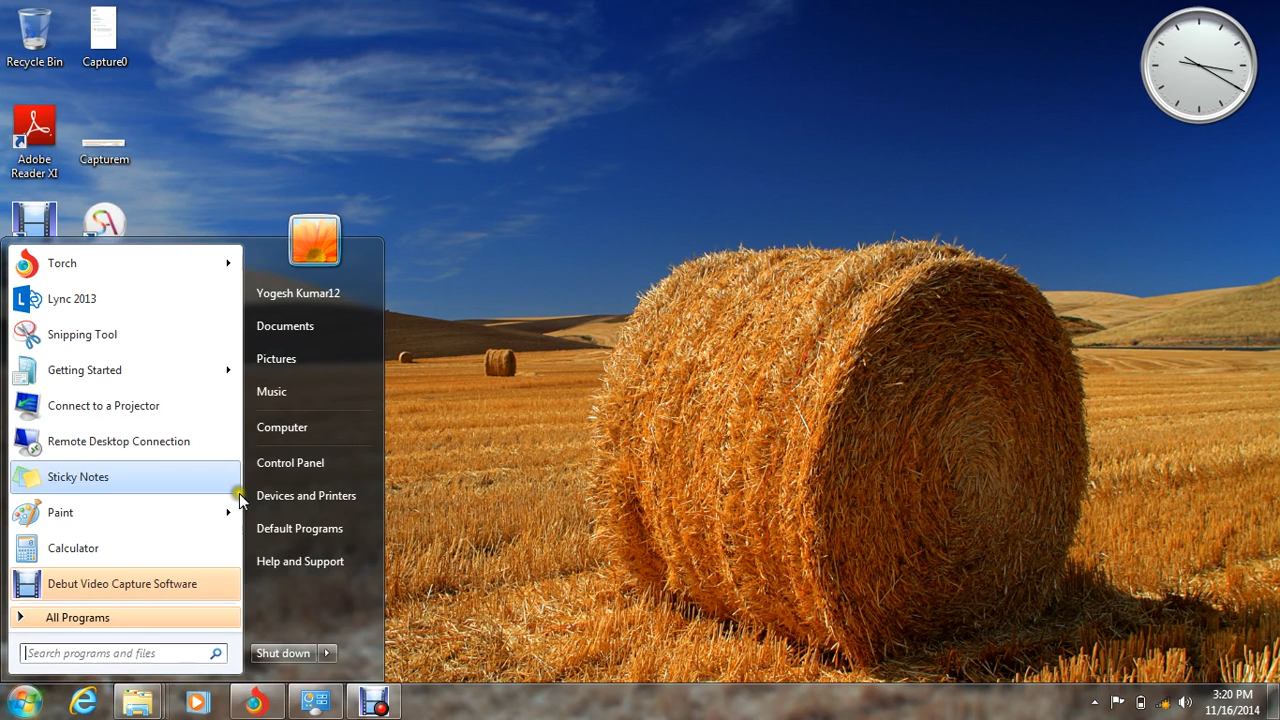 Recycle Bin
Capture0
Adobe
Reader XI
Capturem
Torch
Lync 2013
Snipping Tool
Getting Started
Connect to a Projector
Remote Desktop Connection
Sticky Notes
Paint
Calculator
Debut Video Capture Software
All Programs
Search programs and files
Yogesh Kumar12
Documents
Pictures
Music
Computer
Control Panel
Devices and Printers
Default Programs
Help and Support
Shut down
3:20 PM
11/16/2014